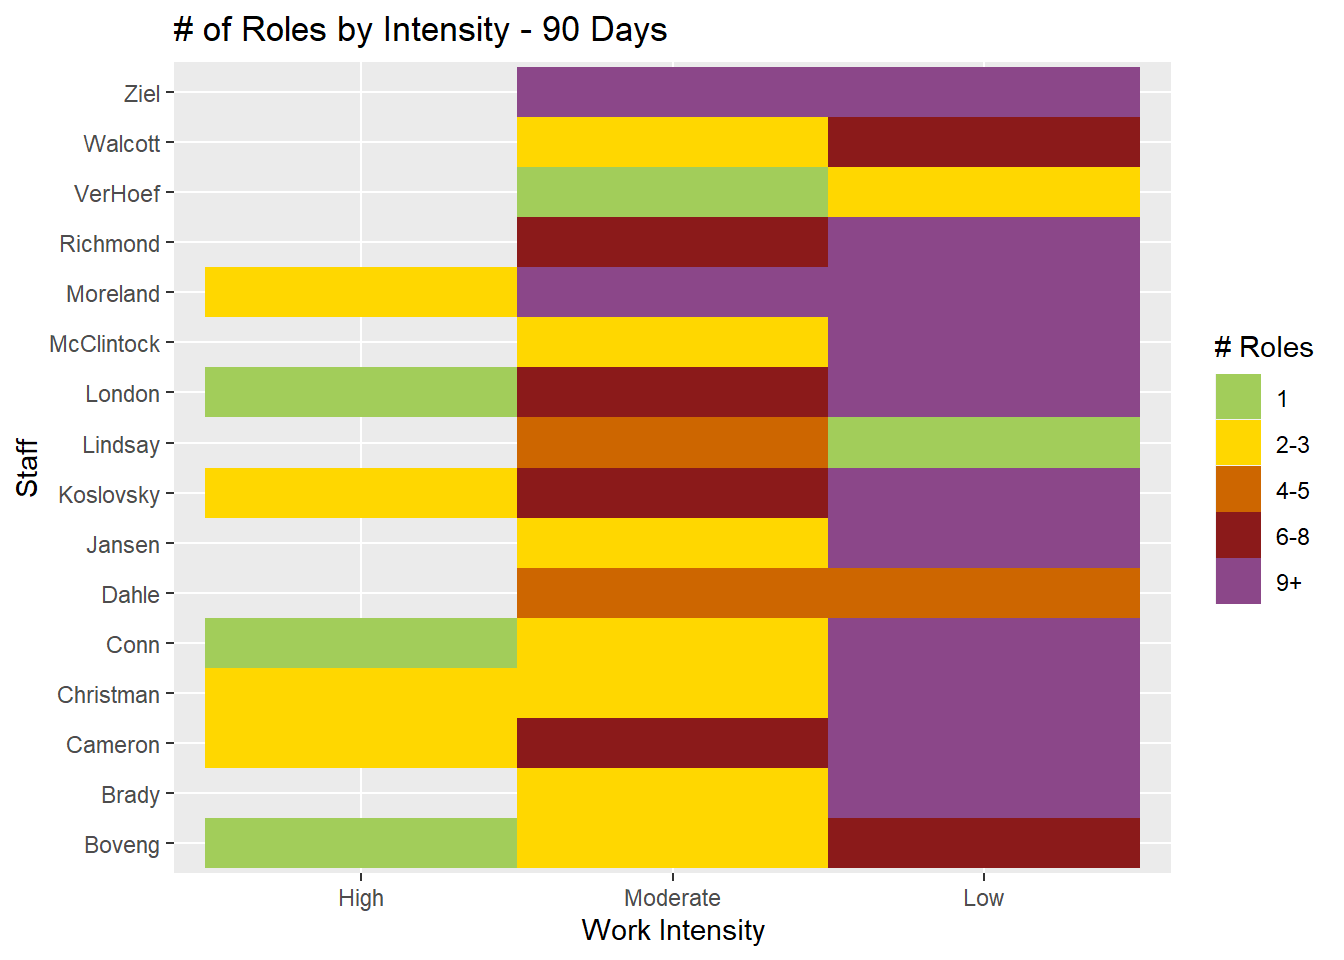 # of Roles by Intensity - 90 Days
Ziel
Walcott
VerHoef
Richmond
Moreland
McClintock
London
Lindsay
Koslovsky
Jansen
Dahle
Conn
Christman
Cameron
Brady
Boveng
Staff
High
Moderate
Low
Work Intensity
# Roles
1
2-3
4-5
6-8
9+